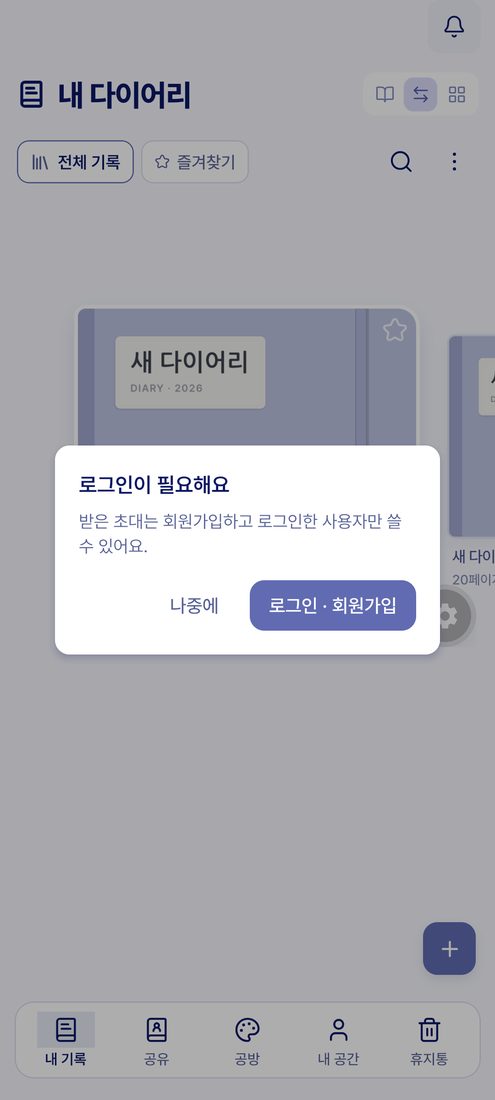 내 다이어리
전체 기록
즐겨찾기
새 다이어리
DIARY · 2026
로그인이 필요해요
받은 초대는 회원가입하고 로그인한 사용자만 쓸
수 있어요.
나중에
로그인 · 회원가입
새 다이
20페이지
내 기록
공유
공방
내 공간
휴지통